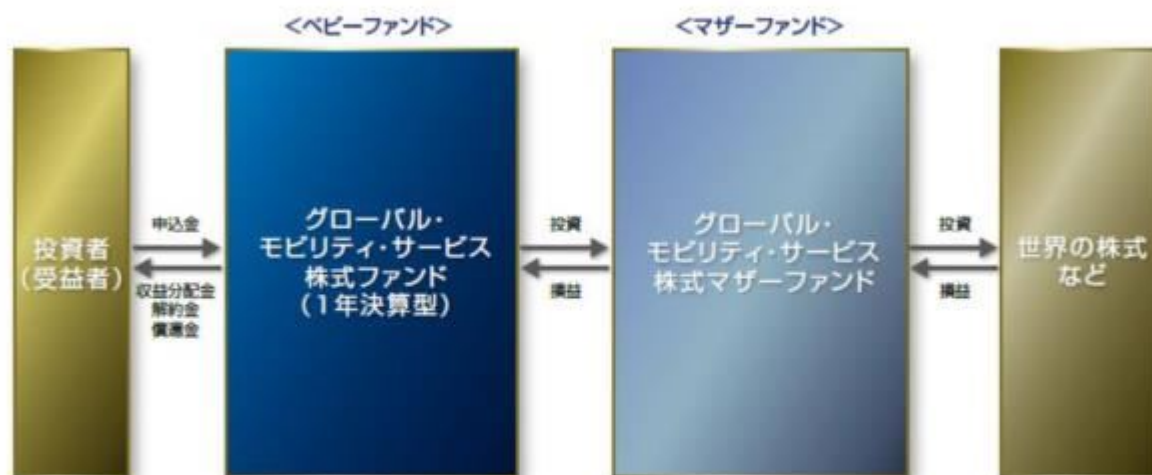 <ベビーファンド>
<マザーファンド>
投資者
(受益者)
申込金
収益分配金
解約金
償還金
グローバル・
モビリティ・サービス
株式ファンド
(1年決算型)
投資
損益
グローバル・
モビリティ・サービス
株式マザーファンド
投資
損益
世界の株式
など